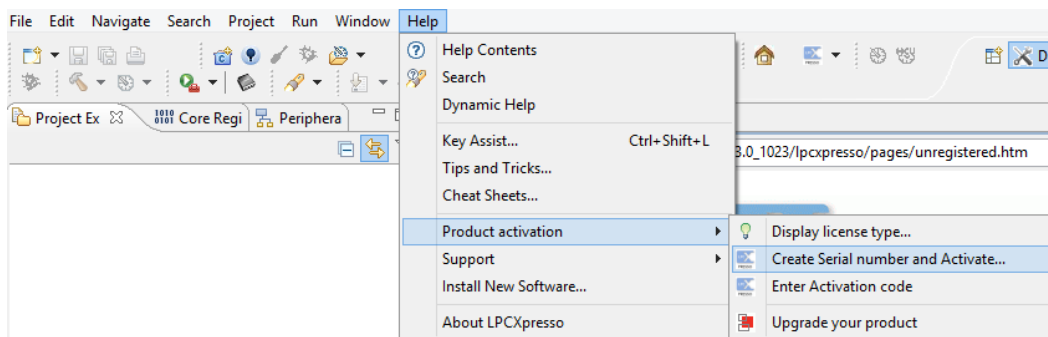 File Edit Navigate Search Project Run Window Help
Help Contents
Search
Dynamic Help
Project Ex
Core Regi
Periphera
Key Assist... Ctrl+Shift+L
3.0_1023/lpcxpresso/pages/unregistered.htm
Tips and Tricks...
Cheat Sheets...
Product activation
Display license type...
Support
Create Serial number and Activate...
Install New Software...
Enter Activation code
About LPCXpresso
Upgrade your product